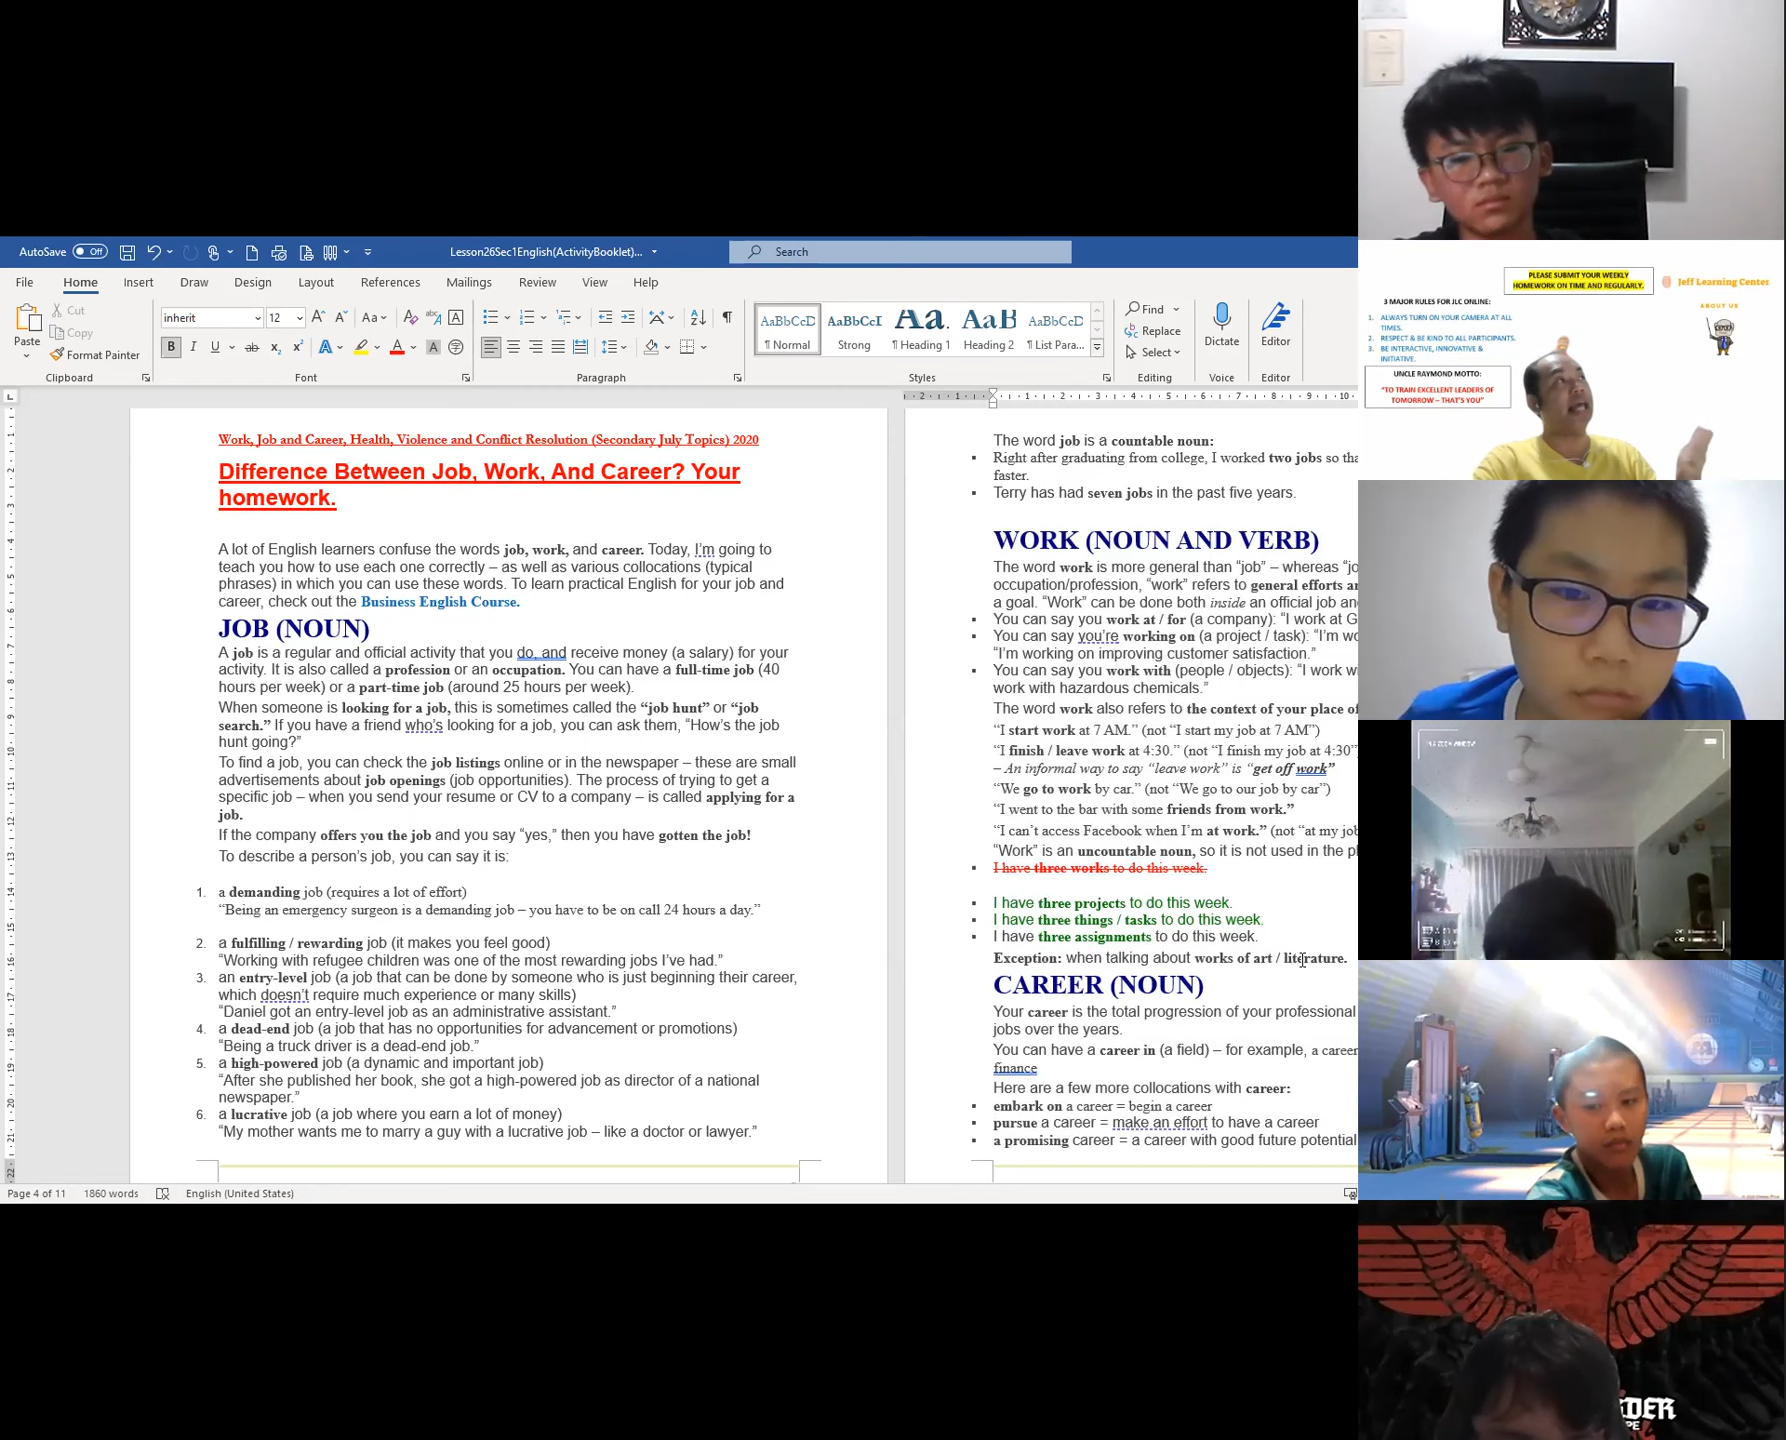 AutoSave Off
Lesson26Sec1English(ActivityBooklet)...
Search
File Home Insert Draw Design Layout References Mailings Review View Help
Paste
Cut
Copy
Format Painter
Clipboard
inherit 12
Font
Paragraph
AaBbCcD AaBbCcI AaBb AaBbCcD
¶ Normal Strong ¶ Heading 1 Heading 2 ¶ List Para...
Styles
Find
Replace
Select
Editing
Dictate
Voice
Editor
Editor
Work, Job and Career, Health, Violence and Conflict Resolution (Secondary July Topics) 2020
Difference Between Job, Work, And Career? Your
homework.
A lot of English learners confuse the words job, work, and career. Today, I’m going to
teach you how to use each one correctly – as well as various collocations (typical
phrases) in which you can use these words. To learn practical English for your job and
career, check out the Business English Course.
JOB (NOUN)
A job is a regular and official activity that you do, and receive money (a salary) for your
activity. It is also called a profession or an occupation. You can have a full-time job (40
hours per week) or a part-time job (around 25 hours per week).
When someone is looking for a job, this is sometimes called the “job hunt” or “job
search.” If you have a friend who’s looking for a job, you can ask them, “How’s the job
hunt going?”
To find a job, you can check the job listings online or in the newspaper – these are small
advertisements about job openings (job opportunities). The process of trying to get a
specific job – when you send your resume or CV to a company – is called applying for a
job.
If the company offers you the job and you say “yes,” then you have gotten the job!
To describe a person’s job, you can say it is:
1. a demanding job (requires a lot of effort)
“Being an emergency surgeon is a demanding job – you have to be on call 24 hours a day.”
2. a fulfilling / rewarding job (it makes you feel good)
“Working with refugee children was one of the most rewarding jobs I’ve had.”
3. an entry-level job (a job that can be done by someone who is just beginning their career,
which doesn’t require much experience or many skills)
“Daniel got an entry-level job as an administrative assistant.”
4. a dead-end job (a job that has no opportunities for advancement or promotions)
“Being a truck driver is a dead-end job.”
5. a high-powered job (a dynamic and important job)
“After she published her book, she got a high-powered job as director of a national
newspaper.”
6. a lucrative job (a job where you earn a lot of money)
“My mother wants me to marry a guy with a lucrative job – like a doctor or lawyer.”
The word job is a countable noun:
▪ Right after graduating from college, I worked two jobs so tha
faster.
▪ Terry has had seven jobs in the past five years.
WORK (NOUN AND VERB)
The word work is more general than “job” – whereas “jo
occupation/profession, “work” refers to general efforts a
a goal. “Work” can be done both inside an official job an
▪ You can say you work at / for (a company): “I work at G
▪ You can say you’re working on (a project / task): “I’m wo
“I’m working on improving customer satisfaction.”
▪ You can say you work with (people / objects): “I work w
work with hazardous chemicals.”
The word work also refers to the context of your place of
“I start work at 7 AM.” (not “I start my job at 7 AM”)
“I finish / leave work at 4:30.” (not “I finish my job at 4:30”
– An informal way to say “leave work” is “get off work”
“We go to work by car.” (not “We go to our job by car”)
“I went to the bar with some friends from work.”
“I can’t access Facebook when I’m at work.” (not “at my job
“Work” is an uncountable noun, so it is not used in the pl
▪ I have three works to do this week.
▪ I have three projects to do this week.
▪ I have three things / tasks to do this week.
▪ I have three assignments to do this week.
Exception: when talking about works of art / literature.
CAREER (NOUN)
Your career is the total progression of your professional
jobs over the years.
You can have a career in (a field) – for example, a career
finance
Here are a few more collocations with career:
▪ embark on a career = begin a career
▪ pursue a career = make an effort to have a career
▪ a promising career = a career with good future potential
Page 4 of 11 1860 words English (United States)
PLEASE SUBMIT YOUR WEEKLY
HOMEWORK ON TIME AND REGULARLY.
Jeff Learning Center
ABOUT US
3 MAJOR RULES FOR JLC ONLINE:
1. ALWAYS TURN ON YOUR CAMERA AT ALL
TIMES.
2. RESPECT & BE KIND TO ALL PARTICIPANTS.
3. BE INTERACTIVE, INNOVATIVE &
INITIATIVE.
UNCLE RAYMOND MOTTO:
“TO TRAIN EXCELLENT LEADERS OF
TOMORROW – THAT’S YOU”